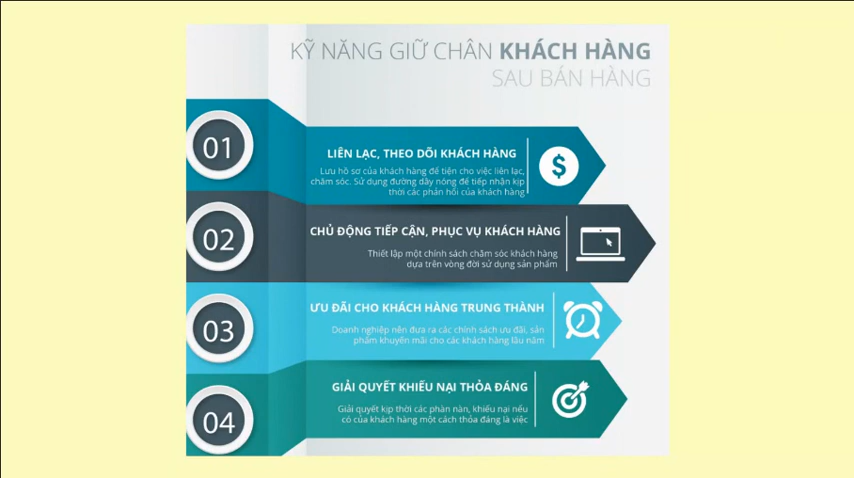 KỸ NĂNG GIỮ CHÂN KHÁCH HÀNG
SAU BÁN HÀNG
01
LIÊN LẠC, THEO DÕI KHÁCH HÀNG
Lưu hồ sơ của khách hàng để tiện cho việc liên lạc,
chăm sóc. Sử dụng đường dây nóng để tiếp nhận kịp
thời các phản hồi của khách hàng
$
02
CHỦ ĐỘNG TIẾP CẬN, PHỤC VỤ KHÁCH HÀNG
Thiết lập một chính sách chăm sóc khách hàng
dựa trên vòng đời sử dụng sản phẩm
03
ƯU ĐÃI CHO KHÁCH HÀNG TRUNG THÀNH
Doanh nghiệp nên đưa ra các chính sách ưu đãi, sản
phẩm khuyên mãi cho các khách hàng lâu năm
04
GIẢI QUYẾT KHIẾU NẠI THỎA ĐÁNG
Giải quyết kịp thời các phàn nàn, khiếu nại nếu
có của khách hàng một cách thỏa đáng là việc